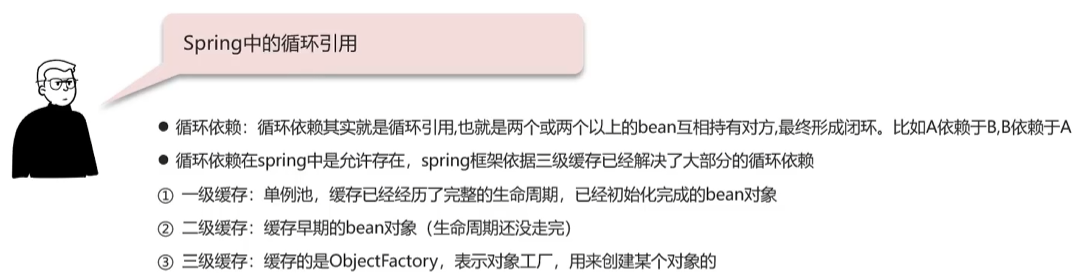 Spring中的循环引用
● 循环依赖：循环依赖其实就是循环引用,也就是两个或两个以上的bean互相持有对方,最终形成闭环。比如A依赖于B,B依赖于A
● 循环依赖在spring中是允许存在，spring框架依据三级缓存已经解决了大部分的循环依赖
① 一级缓存：单例池，缓存已经经历了完整的生命周期，已经初始化完成的bean对象
② 二级缓存：缓存早期的bean对象（生命周期还没走完）
③ 三级缓存：缓存的是ObjectFactory，表示对象工厂，用来创建某个对象的